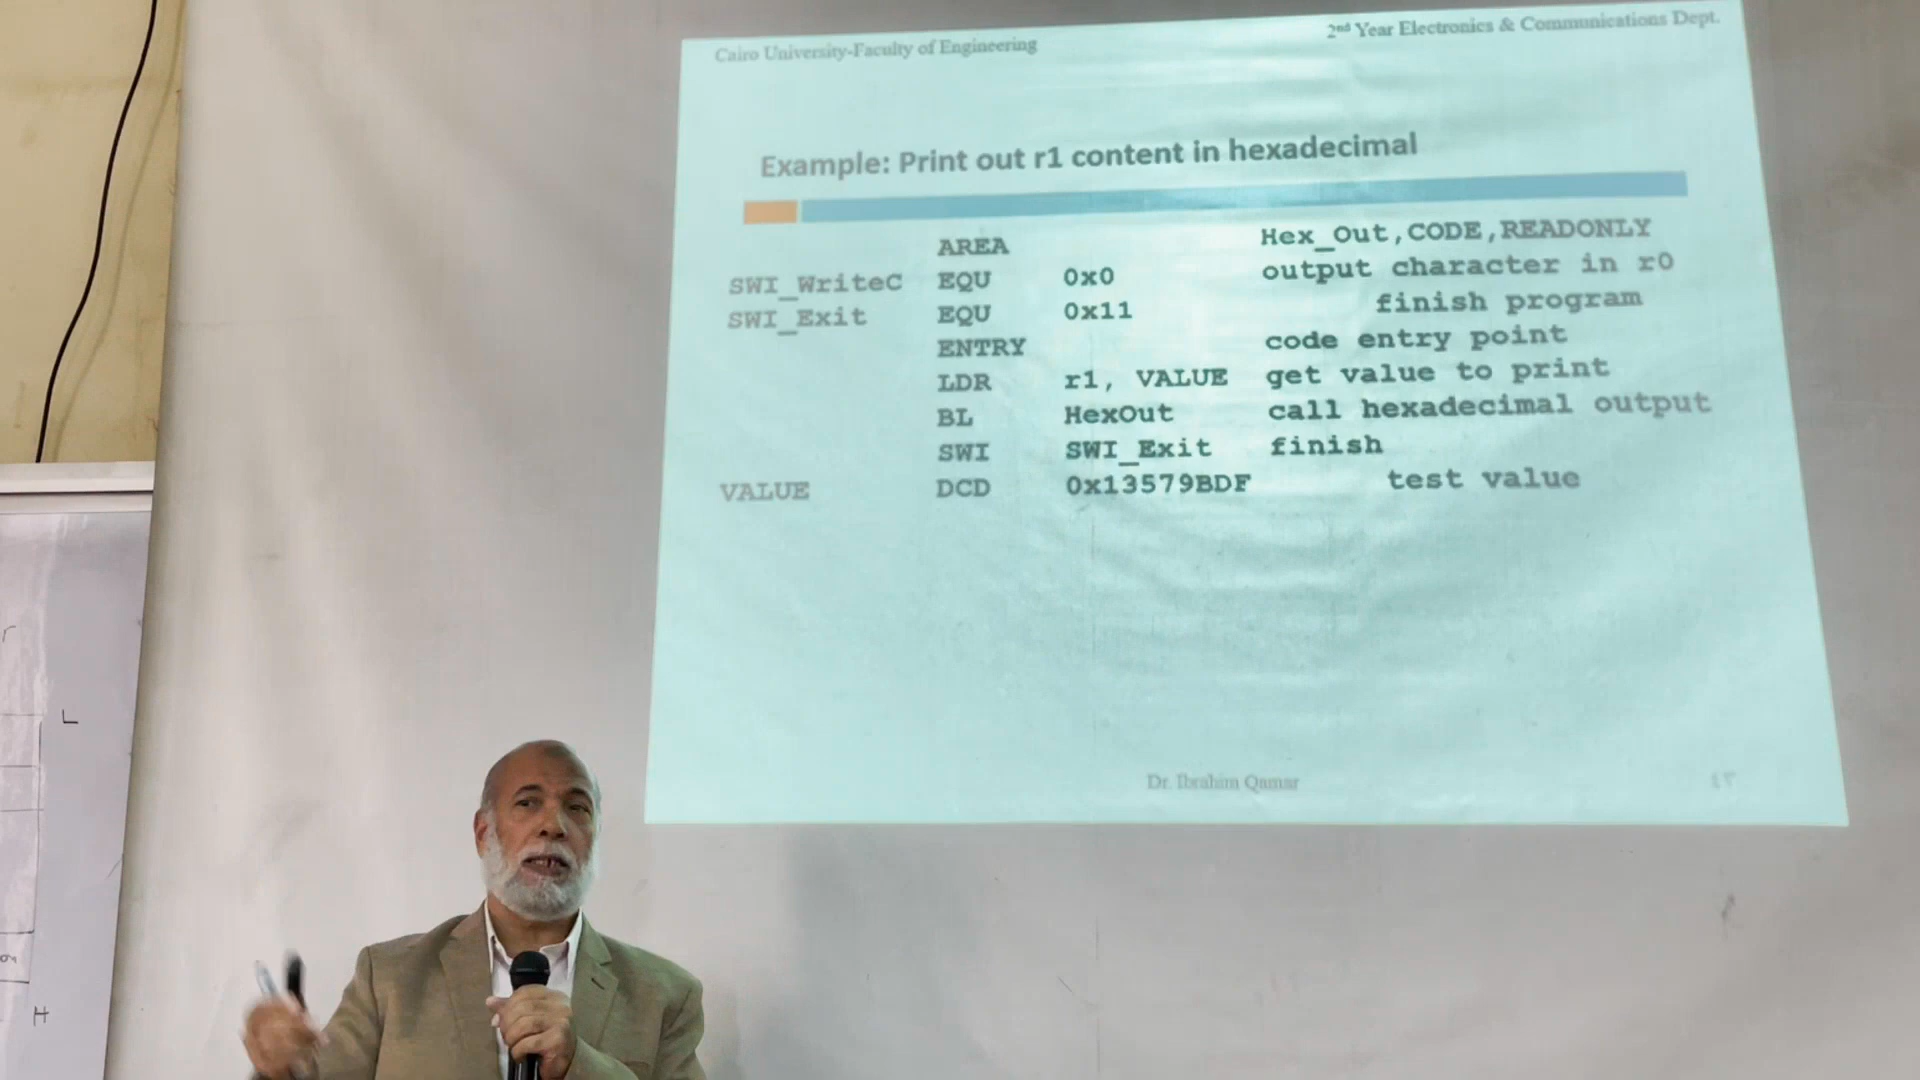 Cairo University-Faculty of Engineering
2nd Year Electronics & Communications Dept.
Example: Print out r1 content in hexadecimal
AREA Hex_Out,CODE,READONLY
SWI_WriteC EQU 0x0 output character in r0
SWI_Exit EQU 0x11 finish program
ENTRY code entry point
LDR r1, VALUE get value to print
BL HexOut call hexadecimal output
SWI SWI_Exit finish
VALUE DCD 0x13579BDF test value
Dr. Ibrahim Qamar
L
H